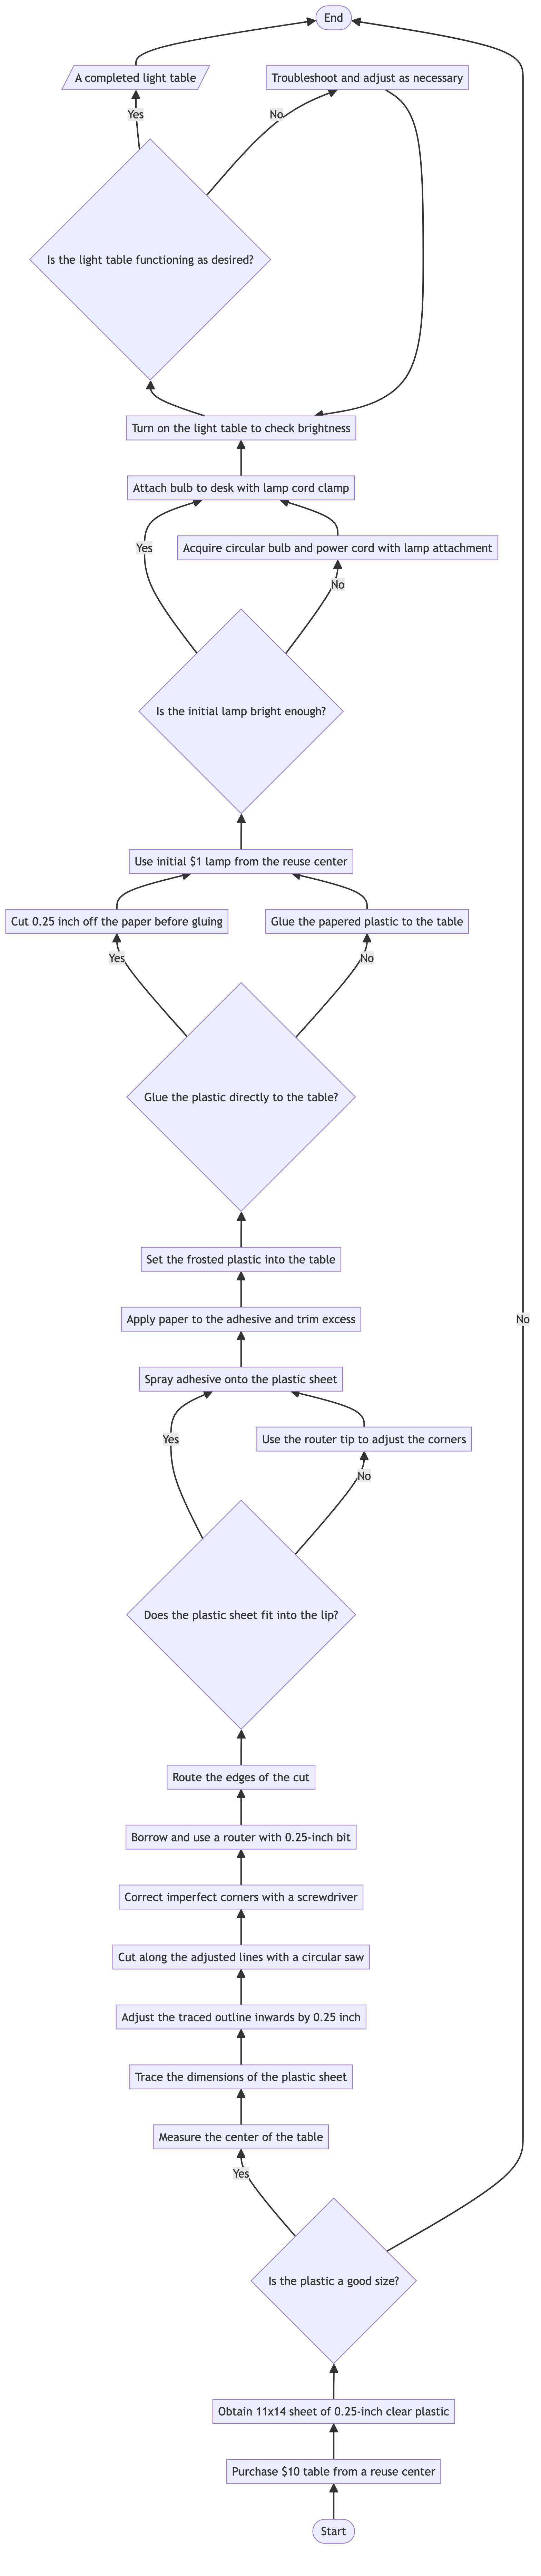 End
A completed light table
Troubleshoot and adjust as necessary
Yes
No
Is the light table functioning as desired?
Turn on the light table to check brightness
Attach bulb to desk with lamp cord clamp
Yes
Acquire circular bulb and power cord with lamp attachment
No
Is the initial lamp bright enough?
Use initial $1 lamp from the reuse center
Cut 0.25 inch off the paper before gluing
Glue the papered plastic to the table
Yes
No
Glue the plastic directly to the table?
Set the frosted plastic into the table
Apply paper to the adhesive and trim excess
No
Spray adhesive onto the plastic sheet
Yes
Use the router tip to adjust the corners
No
Does the plastic sheet fit into the lip?
Route the edges of the cut
Borrow and use a router with 0.25-inch bit
Correct imperfect corners with a screwdriver
Cut along the adjusted lines with a circular saw
Adjust the traced outline inwards by 0.25 inch
Trace the dimensions of the plastic sheet
Measure the center of the table
Yes
Is the plastic a good size?
Obtain 11x14 sheet of 0.25-inch clear plastic
Purchase $10 table from a reuse center
Start